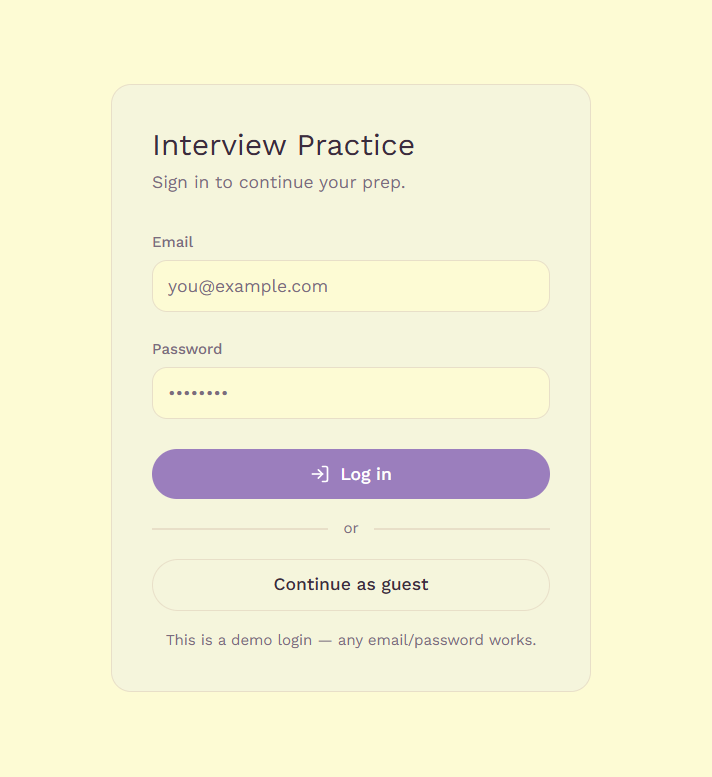 Interview Practice
Sign in to continue your prep.
Email
you@example.com
Password
••••••••
Log in
or
Continue as guest
This is a demo login — any email/password works.